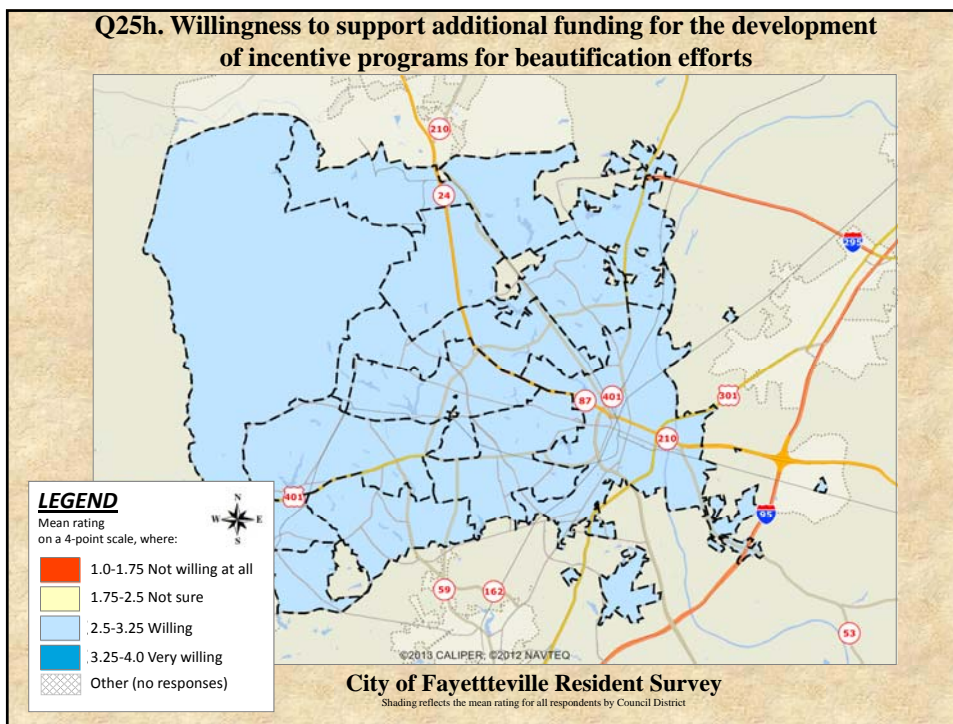 Q25h. Willingness to support additional funding for the development
of incentive programs for beautification efforts
210
24
295
87
401
301
210
401
95
59
162
53
LEGEND
Mean rating
on a 4-point scale, where:
N
W E
S
1.0-1.75 Not willing at all
1.75-2.5 Not sure
2.5-3.25 Willing
3.25-4.0 Very willing
Other (no responses)
©2013 CALIPER; ©2012 NAVTEQ
City of Fayettteville Resident Survey
Shading reflects the mean rating for all respondents by Council District